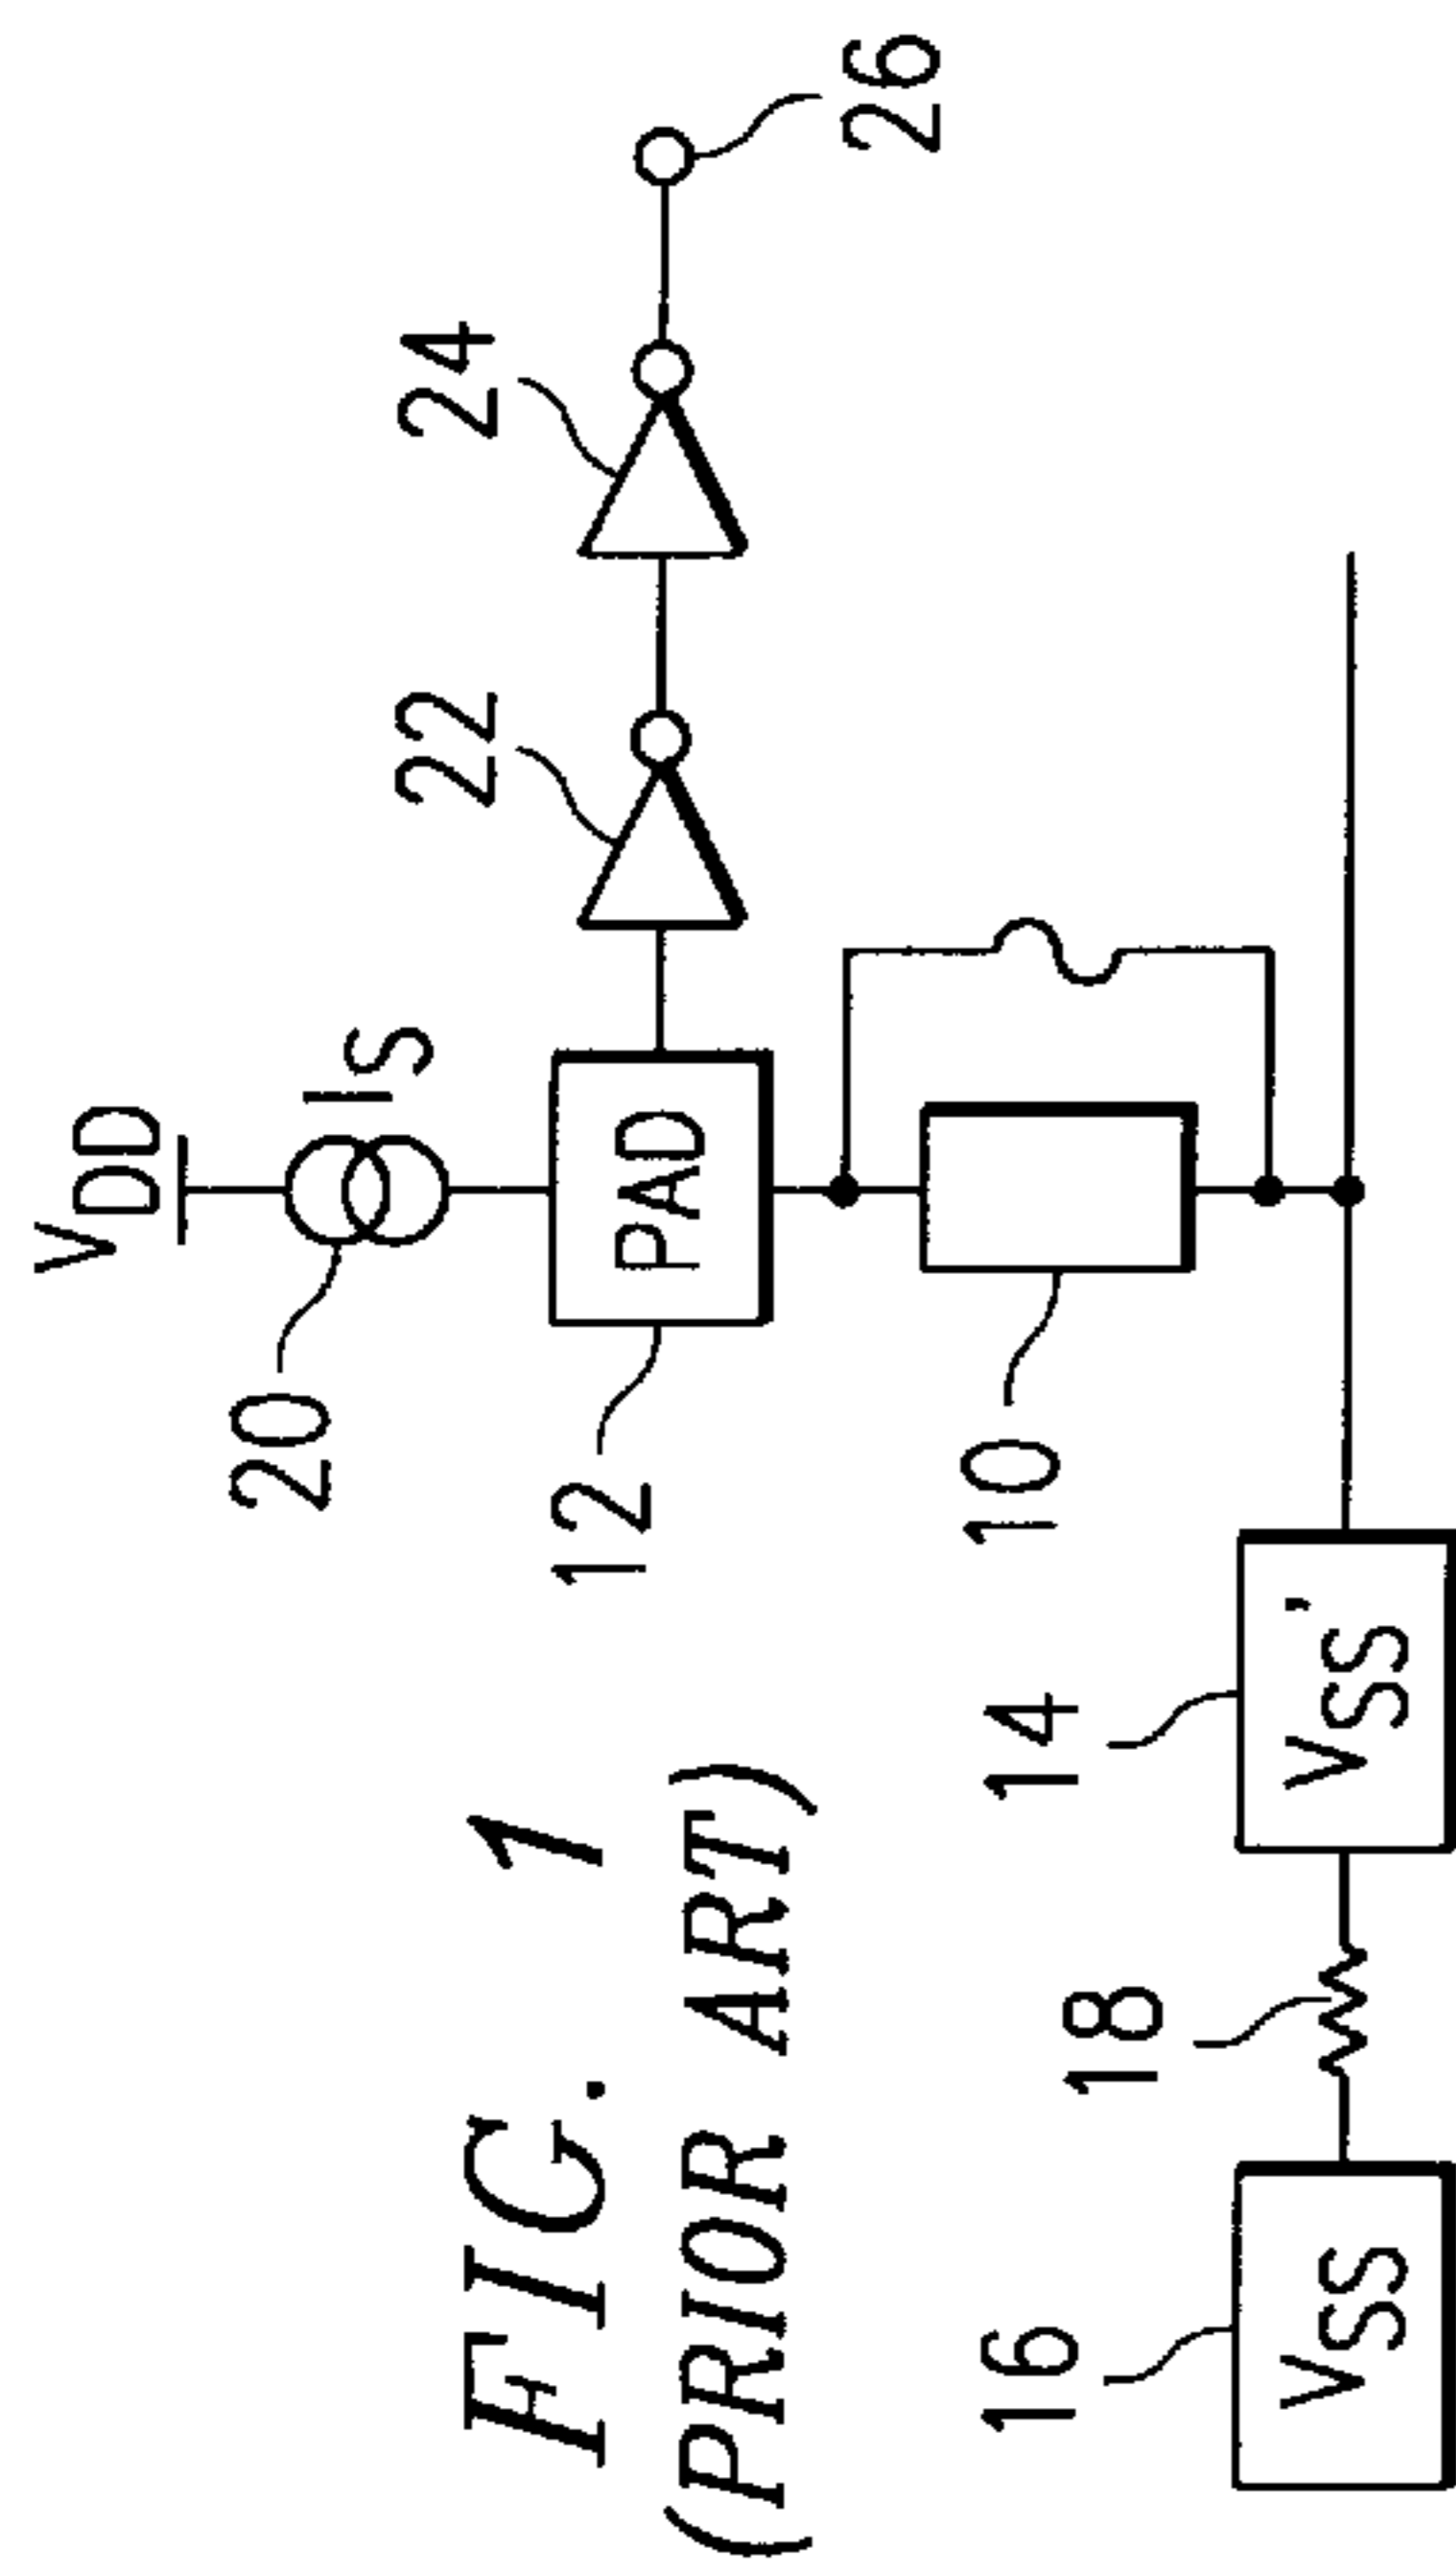 FIG. 1
(PRIOR ART)
VDD
20
IS
12
PAD
22
24
26
10
16
VSS
18
14
VSS'